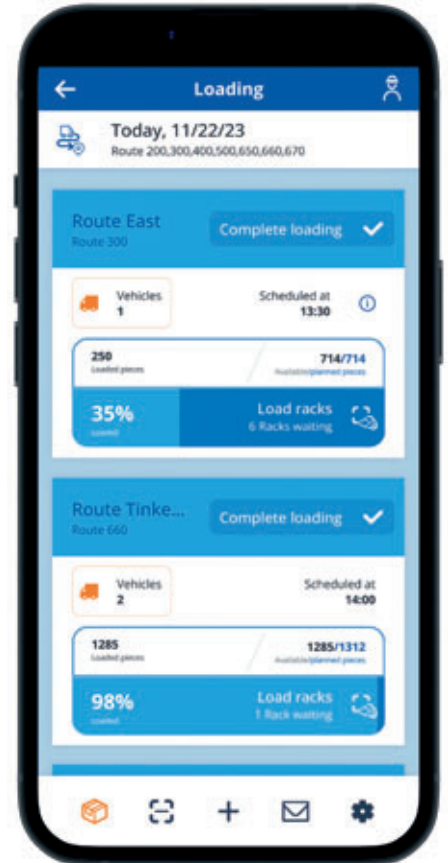 Loading
Today, 11/22/23
Route 200,300,400,500,650,660,670
Route East
Route 300
Complete loading
Vehicles
1
Scheduled at
13:30
250
Loaded pieces
714/714
Available/planned pieces
35%
Loaded
Load racks
6 Racks waiting
Route Tinke...
Route 660
Complete loading
Vehicles
2
Scheduled at
14:00
1285
Loaded pieces
1285/1312
Available/planned pieces
98%
Loaded
Load racks
1 Rack waiting